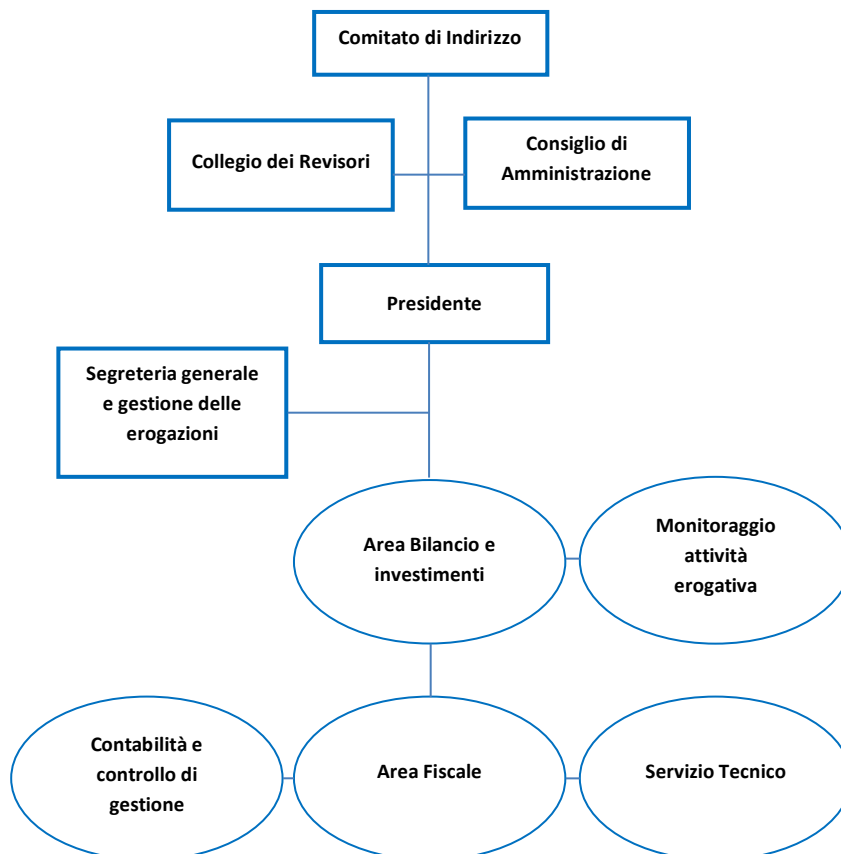 Comitato di Indirizzo
Collegio dei Revisori
Consiglio di
Amministrazione
Presidente
Segreteria generale
e gestione delle
erogazioni
Area Bilancio e
investimenti
Monitoraggio
attività
erogativa
Contabilità e
controllo di
gestione
Area Fiscale
Servizio Tecnico